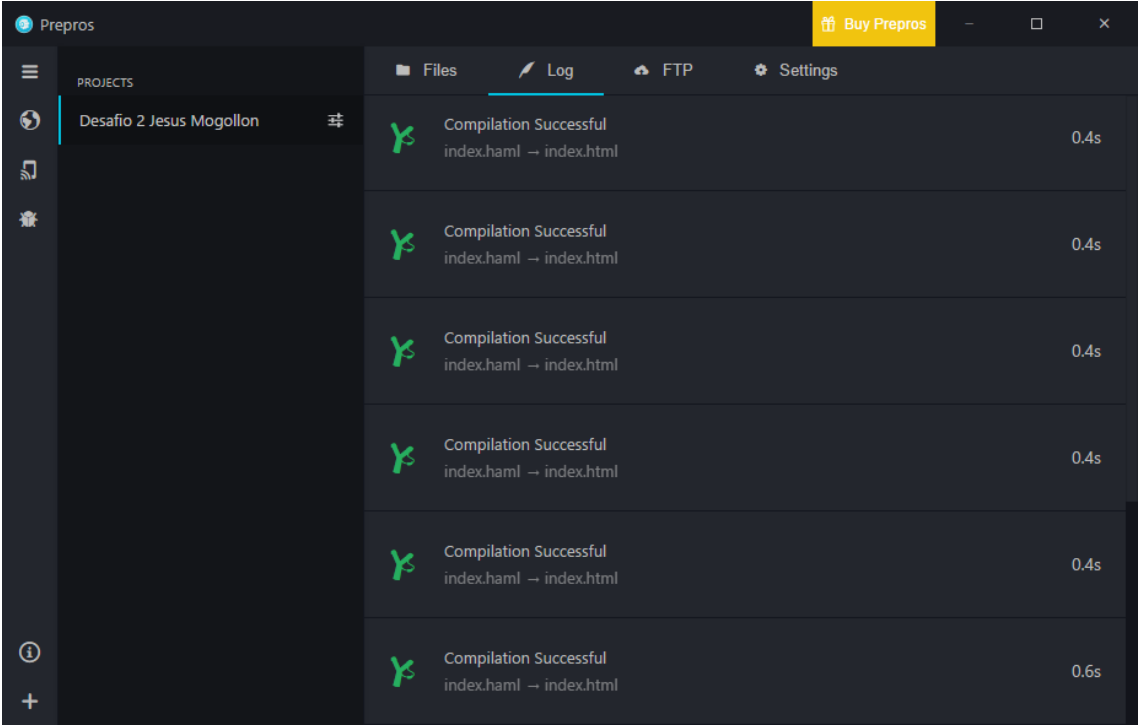 Prepros
Buy Prepros
PROJECTS
Desafio 2 Jesus Mogollon
Files
Log
FTP
Settings
Compilation Successful
index.haml → index.html
0.4s
Compilation Successful
index.haml → index.html
0.4s
Compilation Successful
index.haml → index.html
0.4s
Compilation Successful
index.haml → index.html
0.4s
Compilation Successful
index.haml → index.html
0.4s
Compilation Successful
index.haml → index.html
0.6s